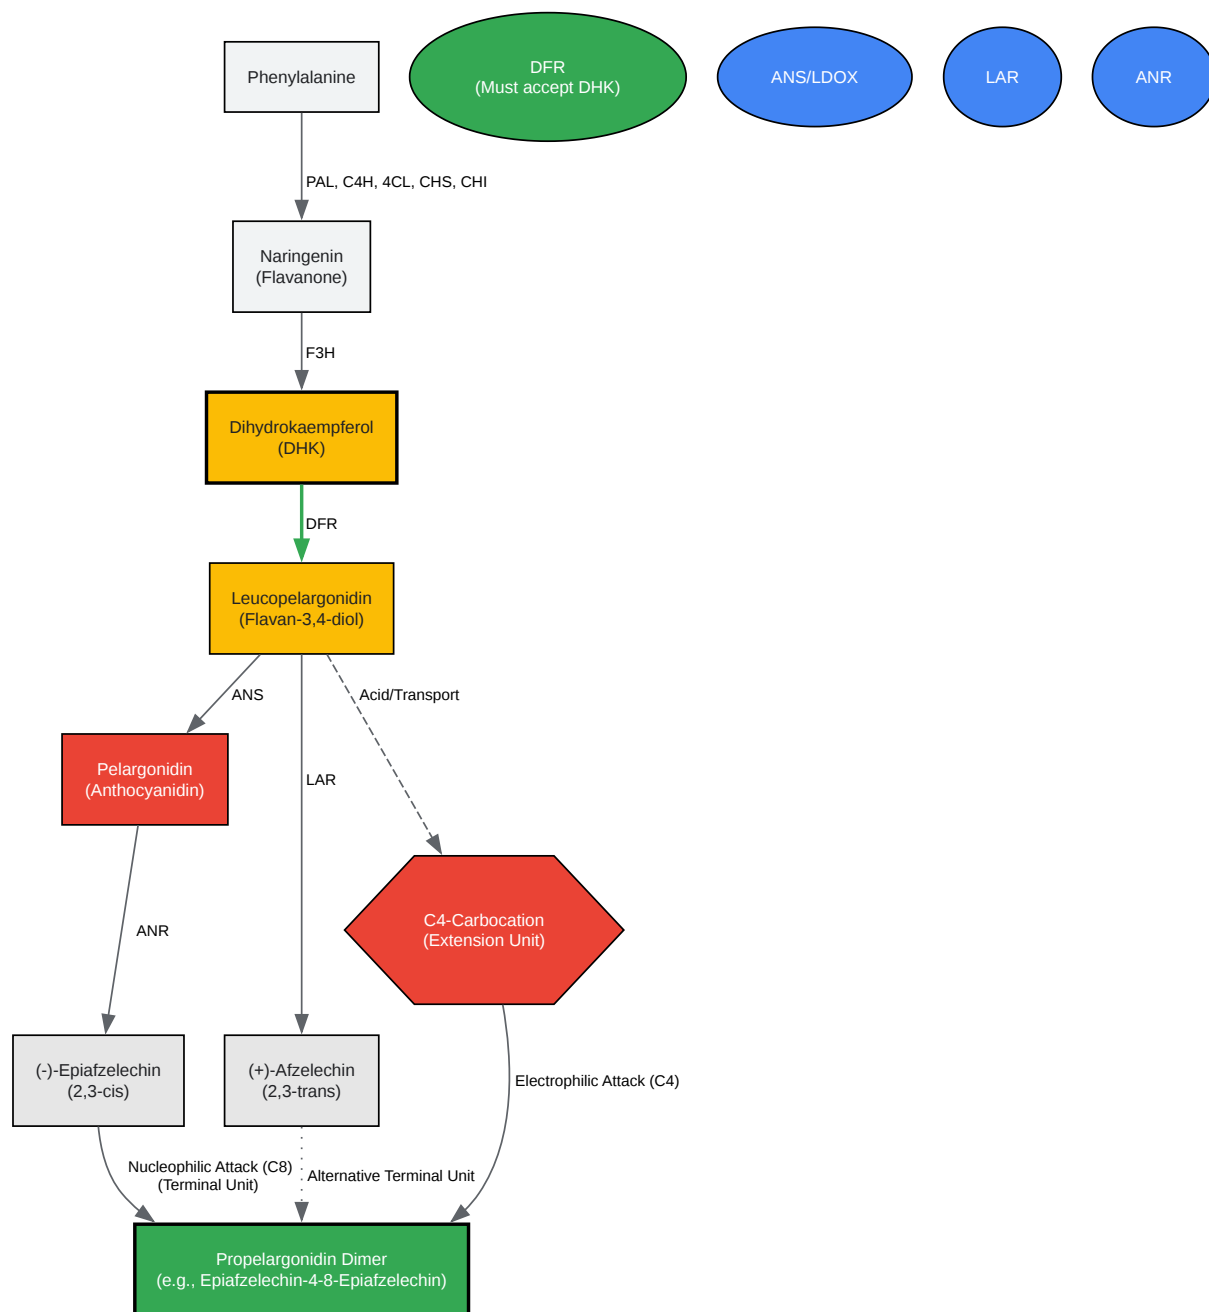 Phenylalanine
DFR
(Must accept DHK)
ANS/LDOX
LAR
ANR
PAL, C4H, 4CL, CHS, CHI
Naringenin
(Flavanone)
F3H
Dihydrokaempferol
(DHK)
DFR
Leucopelargonidin
(Flavan-3,4-diol)
ANS
Acid/Transport
Pelargonidin
(Anthocyanidin)
LAR
ANR
C4-Carbocation
(Extension Unit)
(-)-Epiafzelechin
(2,3-cis)
(+)-Afzelechin
(2,3-trans)
Electrophilic Attack (C4)
Nucleophilic Attack (C8)
(Terminal Unit)
Alternative Terminal Unit
Propelargonidin Dimer
(e.g., Epiafzelechin-4-8-Epiafzelechin)